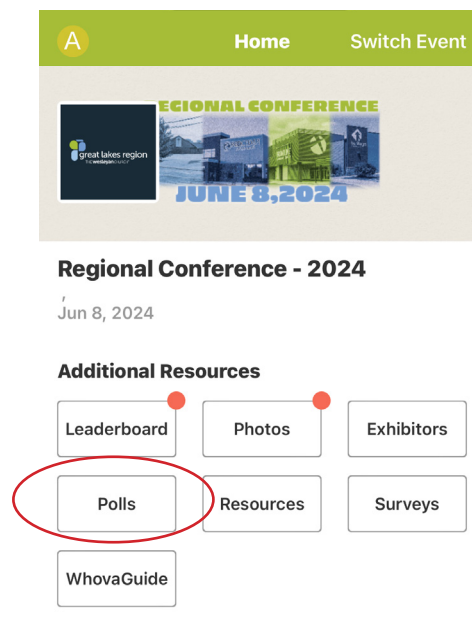 A Home Switch Event
REGIONAL CONFERENCE
great lakes region
JUNE 8,2024
Regional Conference - 2024
,
Jun 8, 2024
Additional Resources
Leaderboard Photos Exhibitors
Polls Resources Surveys
WhovaGuide